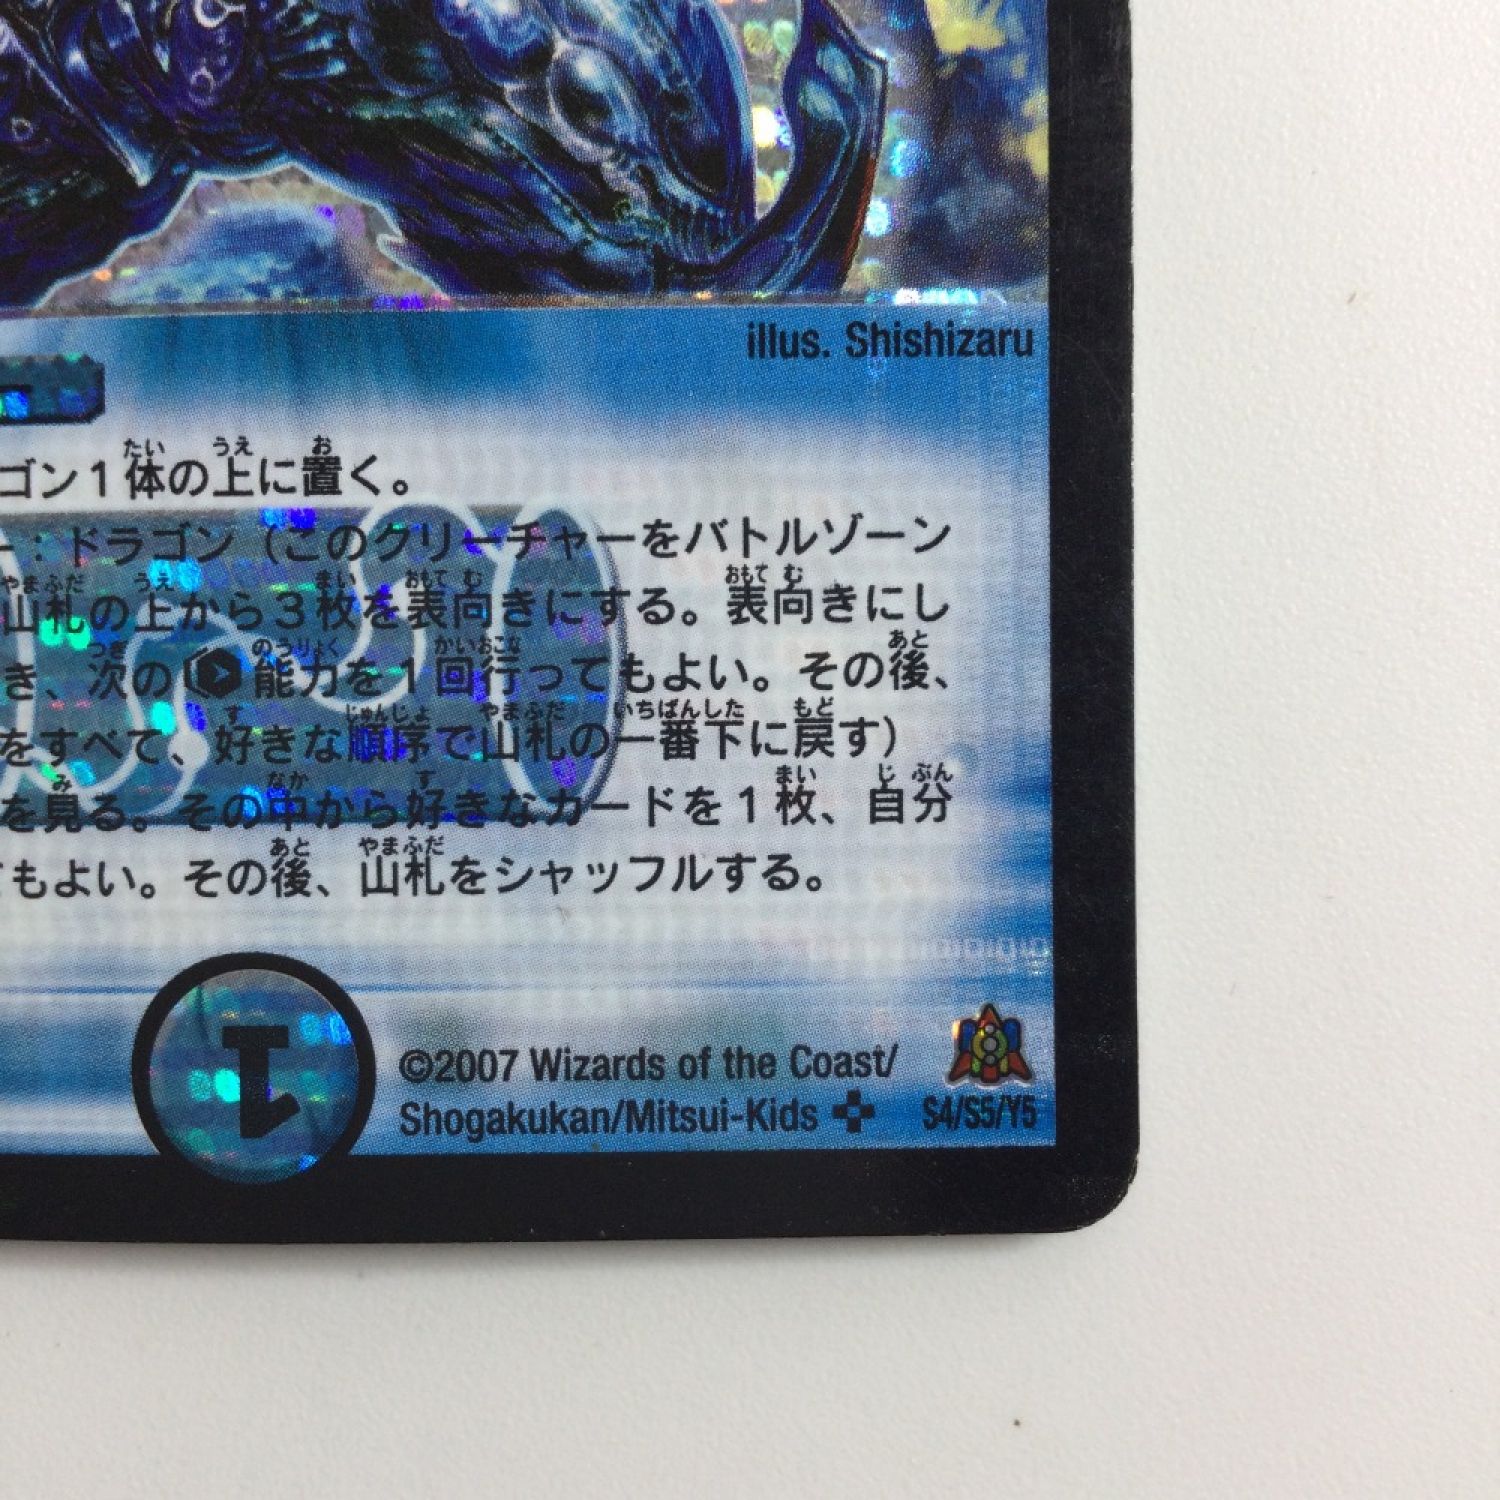 illus. Shishizaru
ゴン1体の上に置く。
ー：ドラゴン（このクリーチャーをバトルゾーン
山札の上から3枚を表向きにする。表向きにし
き、次の 能力を1回行ってもよい。その後、
をすべて、好きな順序で山札の一番下に戻す）
を見る。その中から好きなカードを1枚、自分
てもよい。その後、山札をシャッフルする。
1
©2007 Wizards of the Coast/
Shogakukan/Mitsui-Kids
S4/S5/Y5